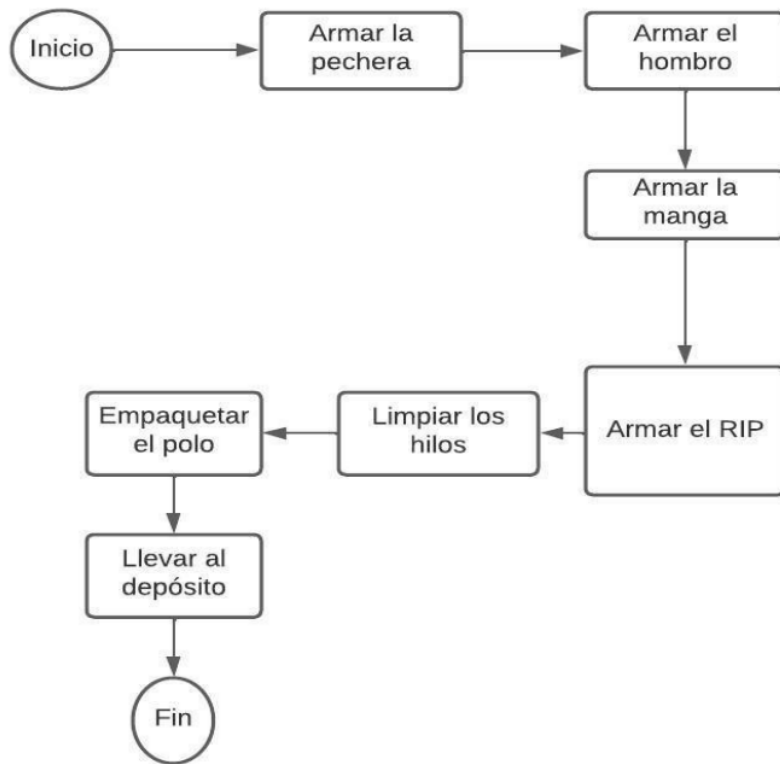 Inicio
Armar la
pechera
Armar el
hombro
Armar la
manga
Armar el RIP
Limpiar los
hilos
Empaquetar
el polo
Llevar al
depósito
Fin